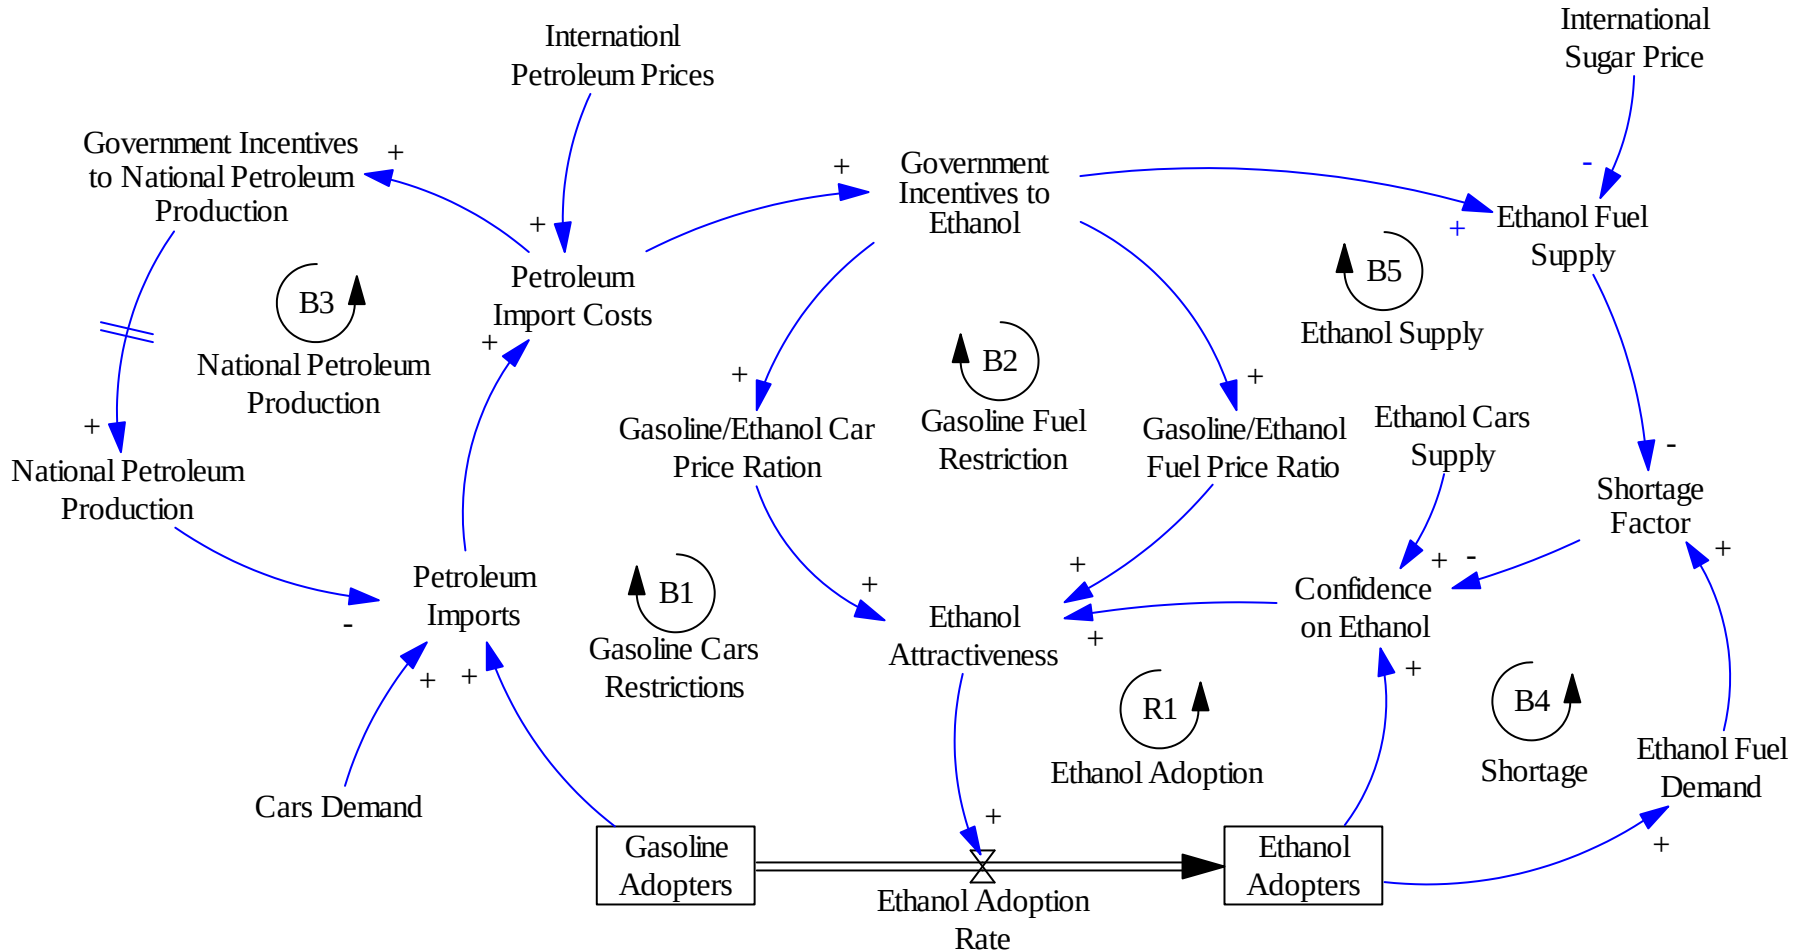 Internationl
Petroleum Prices
International
Sugar Price
Government Incentives
to National Petroleum
Production
+
+
+
Government
Incentives to
Ethanol
-
+
Ethanol Fuel
Supply
Petroleum
Import Costs
+
B3
National Petroleum
Production
B2
Gasoline Fuel
Restriction
B5
Ethanol Supply
+
+
+
Gasoline/Ethanol Car
Price Ration
Gasoline/Ethanol
Fuel Price Ratio
Ethanol Cars
Supply
-
National Petroleum
Production
Shortage
Factor
-
Petroleum
Imports
B1
Gasoline Cars
Restrictions
+
+
+
Ethanol
Attractiveness
+
-
+
Confidence
on Ethanol
+
+
+
R1
Ethanol Adoption
B4
Shortage
Ethanol Fuel
Demand
Cars Demand
+
+
Gasoline
Adopters
Ethanol Adoption
Rate
Ethanol
Adopters